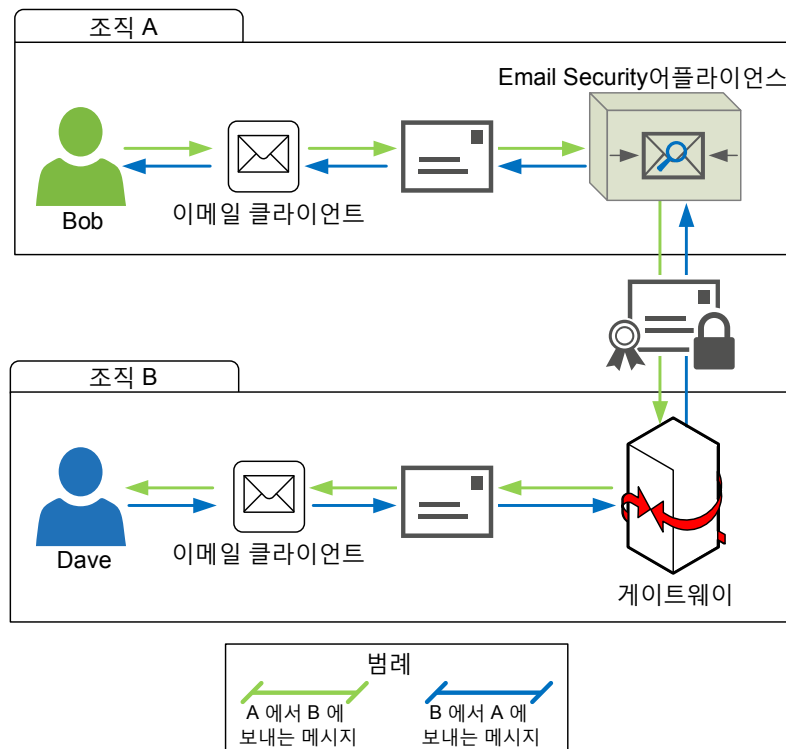 조직 A
Email Security어플라이언스
Bob
이메일 클라이언트
조직 B
Dave
이메일 클라이언트
게이트웨이
범례
A 에서 B 에
보내는 메시지
B 에서 A 에
보내는 메시지